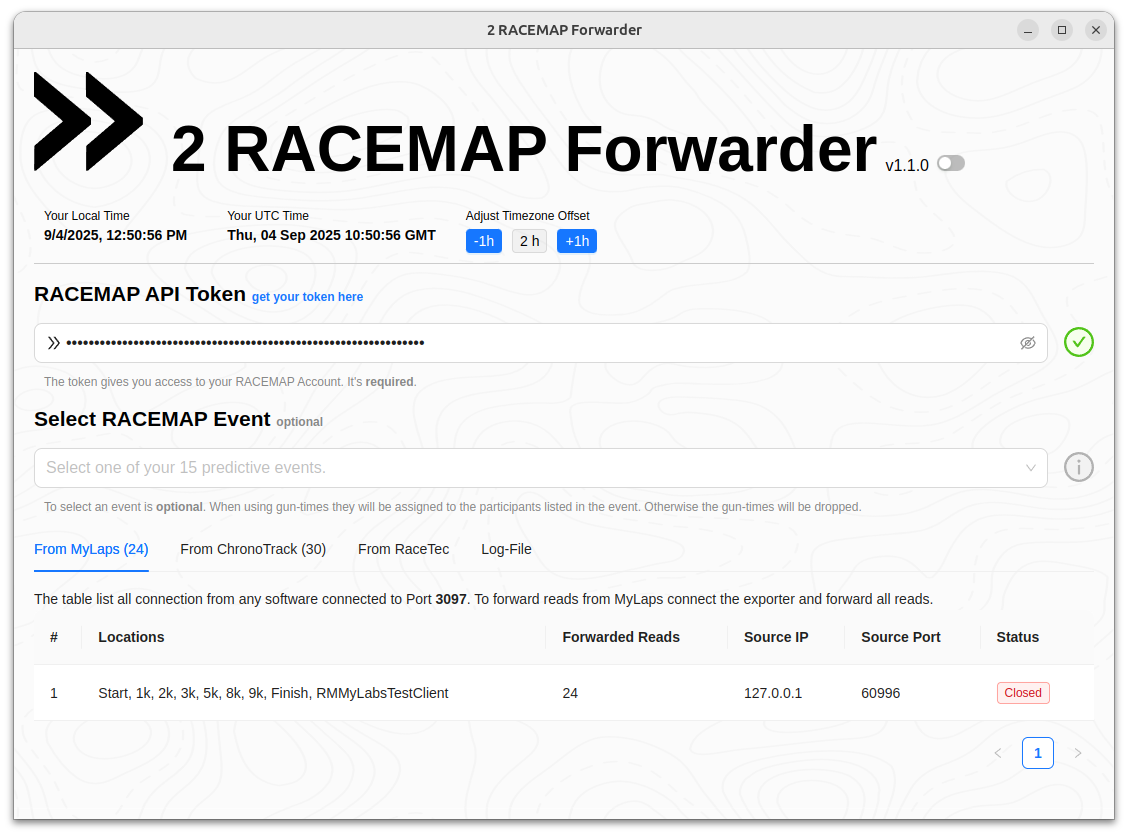 2 RACEMAP Forwarder
2 RACEMAP Forwarder v1.1.0
Your Local Time
9/4/2025, 12:50:56 PM
Your UTC Time
Thu, 04 Sep 2025 10:50:56 GMT
Adjust Timezone Offset
-1h 2 h +1h
RACEMAP API Token get your token here
••••••••••••••••••••••••••••••••••••••••••••••••••••••••••••••••
The token gives you access to your RACEMAP Account. It's required.
Select RACEMAP Event optional
Select one of your 15 predictive events.
To select an event is optional. When using gun-times they will be assigned to the participants listed in the event. Otherwise the gun-times will be dropped.
From MyLaps (24) From ChronoTrack (30) From RaceTec Log-File
The table list all connection from any software connected to Port 3097. To forward reads from MyLaps connect the exporter and forward all reads.
# Locations Forwarded Reads Source IP Source Port Status
1 Start, 1k, 2k, 3k, 5k, 8k, 9k, Finish, RMMyLabsTestClient 24 127.0.0.1 60996 Closed
< 1 >